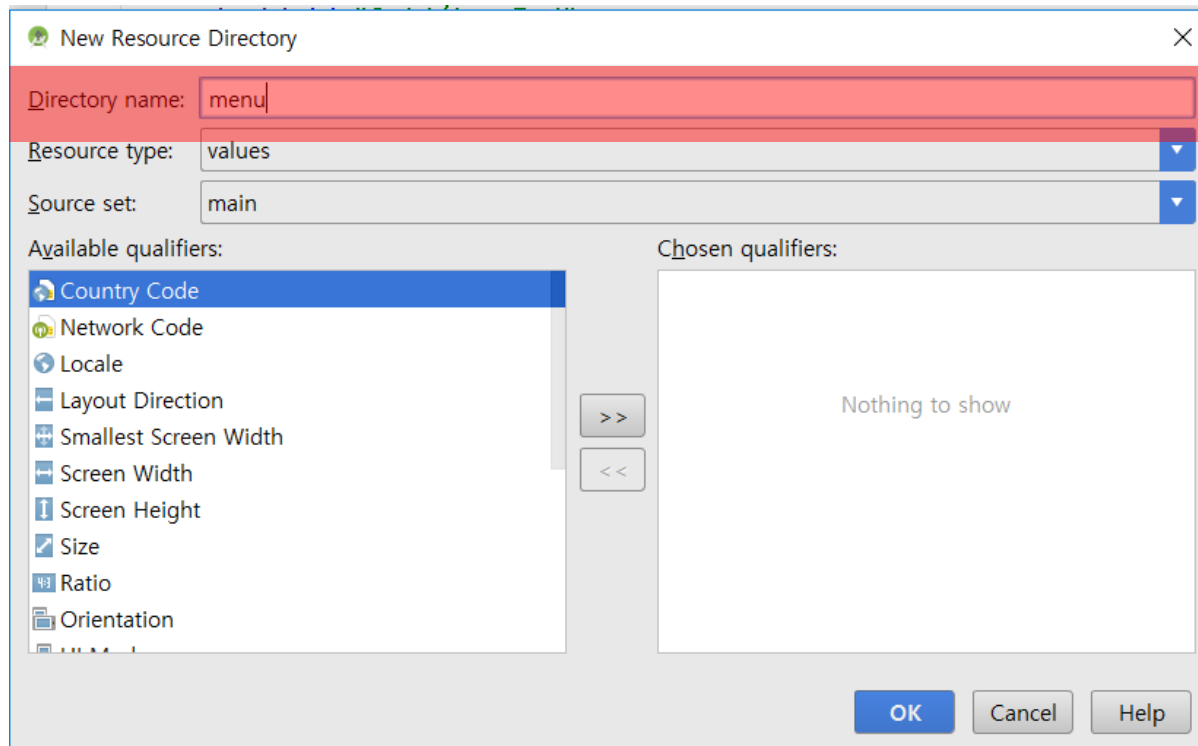 New Resource Directory
Directory name: menu
Resource type: values
Source set: main
Available qualifiers:
Chosen qualifiers:
Country Code
Network Code
Locale
Layout Direction
Smallest Screen Width
Screen Width
Screen Height
Size
Ratio
Orientation
>>
<<
Nothing to show
OK
Cancel
Help